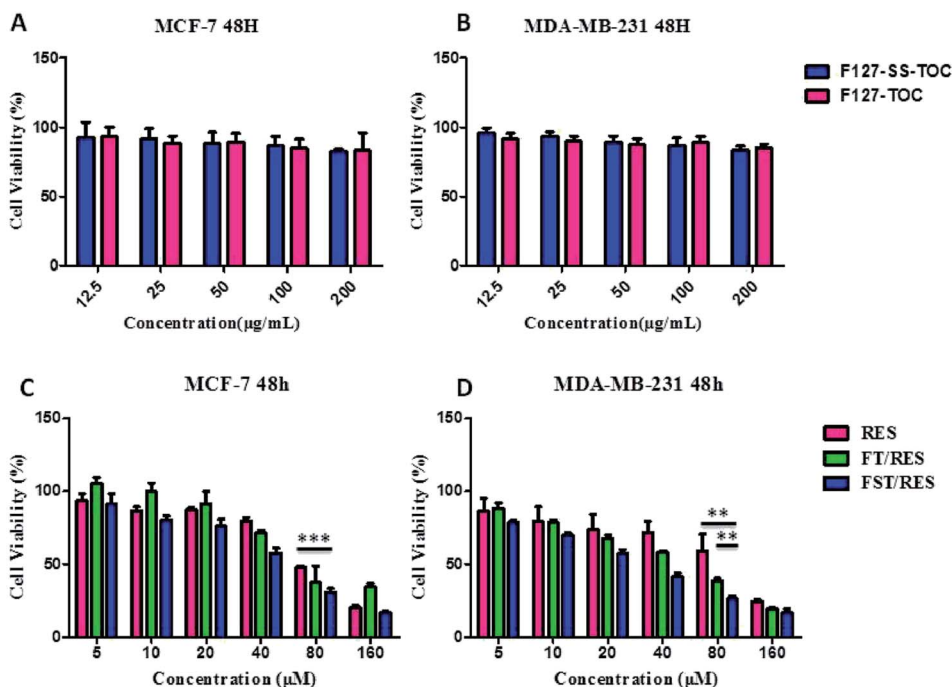 A
MCF-7 48H
Cell Viability (%)
150
100
50
0
12.5
25
50
100
200
Concentration(µg/mL)
B
MDA-MB-231 48H
Cell Viability (%)
150
100
50
0
12.5
25
50
100
200
Concentration(µg/mL)
F127-SS-TOC
F127-TOC
C
MCF-7 48h
Cell Viability (%)
150
100
50
0
***
5
10
20
40
80
160
Concentration (µM)
D
MDA-MB-231 48h
Cell Viability (%)
150
100
50
0
**
**
5
10
20
40
80
160
Concentration (µM)
RES
FT/RES
FST/RES